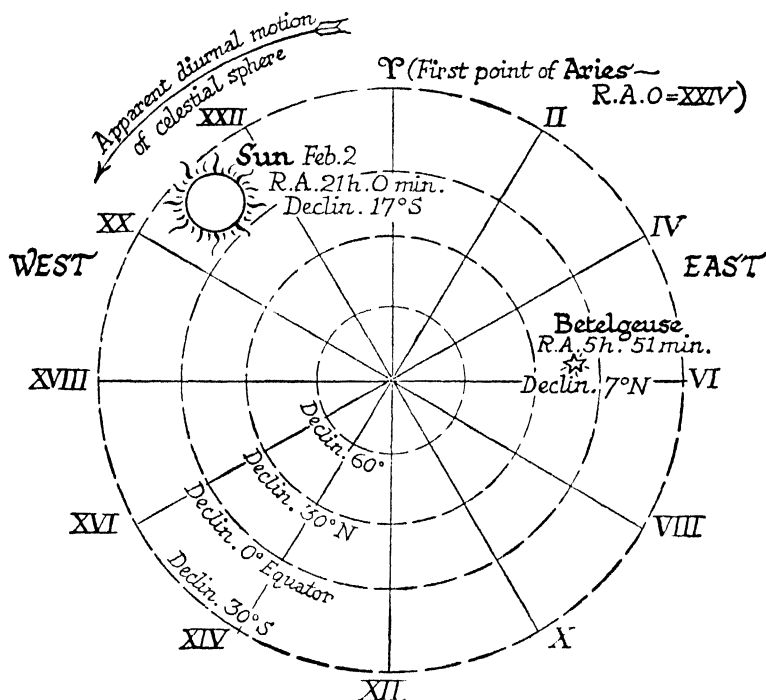 Apparent diurnal motion
of celestial sphere
♈ (First point of Aries~
R.A.0=XXIV)
XXII
II
Sun Feb. 2
R.A. 21h. 0 min.
Declin. 17°S
XX
IV
WEST
EAST
Betelgeuse
R.A. 5h. 51min.
Declin. 7°N
XVIII
VI
Declin. 60°
Declin. 30°N
Declin. 0° Equator
Declin. 30°S
XVI
VIII
XIV
X
XII.